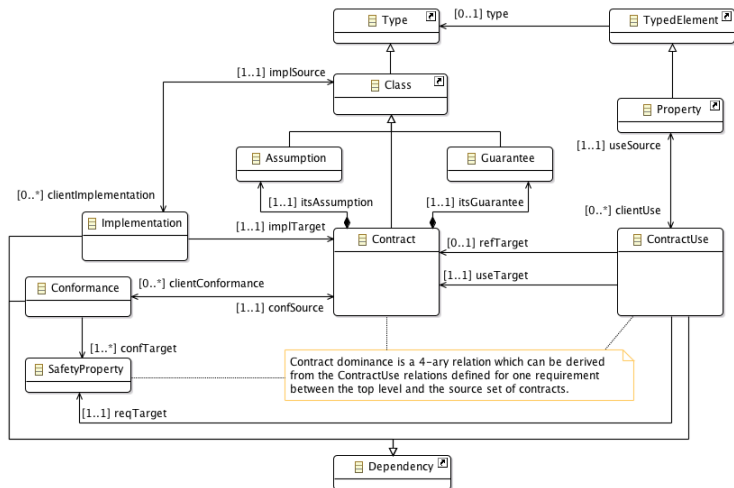 Type
[0..1] type
TypedElement
[1..1] implSource
Class
Property
[1..1] useSource
Assumption
Guarantee
[0..*] clientImplementation
[1..1] itsAssumption
[1..1] itsGuarantee
[0..*] clientUse
Implementation
[1..1] implTarget
Contract
[0..1] refTarget
ContractUse
Conformance
[0..*] clientConformance
[1..1] useTarget
[1..1] confSource
[1..*] confTarget
SafetyProperty
Contract dominance is a 4-ary relation which can be derived
from the ContractUse relations defined for one requirement
between the top level and the source set of contracts.
[1..1] reqTarget
Dependency